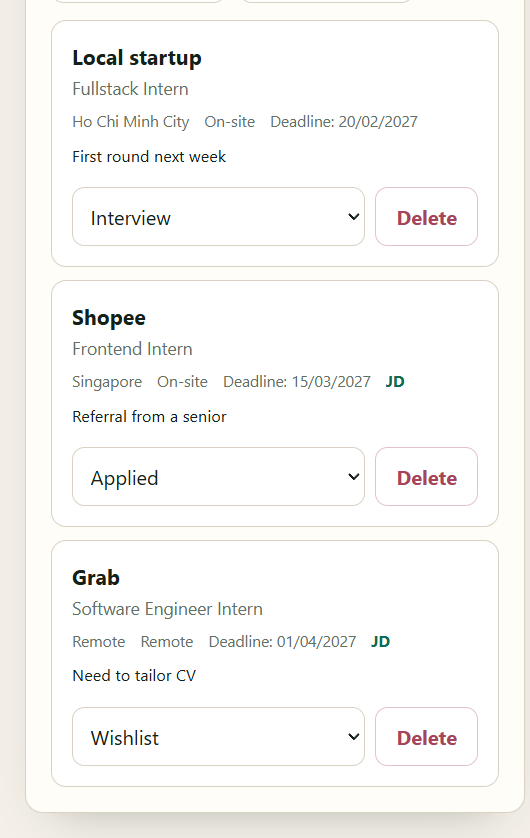 Local startup
Fullstack Intern
Ho Chi Minh City On-site Deadline: 20/02/2027
First round next week
Interview Delete
Shopee
Frontend Intern
Singapore On-site Deadline: 15/03/2027 JD
Referral from a senior
Applied Delete
Grab
Software Engineer Intern
Remote Remote Deadline: 01/04/2027 JD
Need to tailor CV
Wishlist Delete